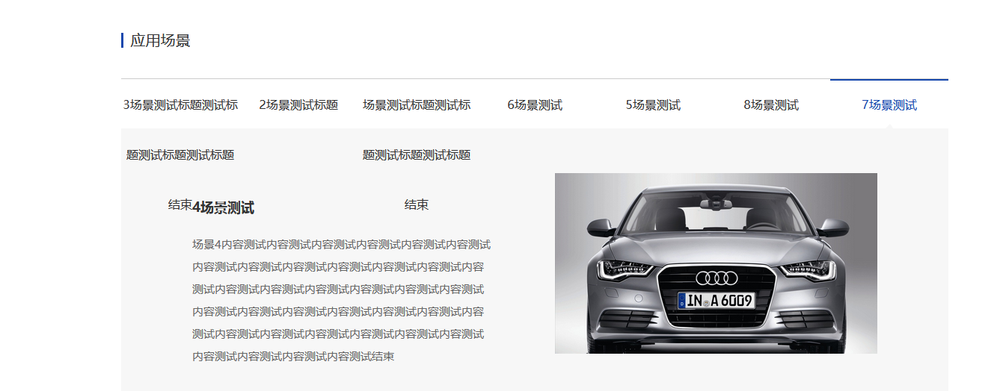 应用场景
3场景测试标题测试标 2场景测试标题 场景测试标题测试标 6场景测试 5场景测试 8场景测试 7场景测试
题测试标题测试标题 题测试标题测试标题
结束 4场景测试 结束
场景4内容测试内容测试内容测试内容测试内容测试内容测试
内容测试内容测试内容测试内容测试内容测试内容测试内容
测试内容测试内容测试内容测试内容测试内容测试内容测试
内容测试内容测试内容测试内容测试内容测试内容测试内容
测试内容测试内容测试内容测试内容测试内容测试内容测试
内容测试内容测试内容测试内容测试结束
IN A 6009